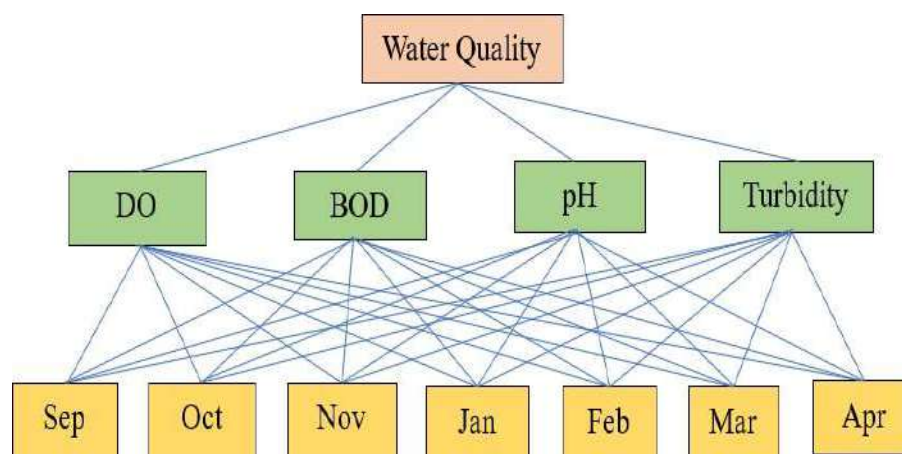 Water Quality
DO
BOD
pH
Turbidity
Sep
Oct
Nov
Jan
Feb
Mar
Apr